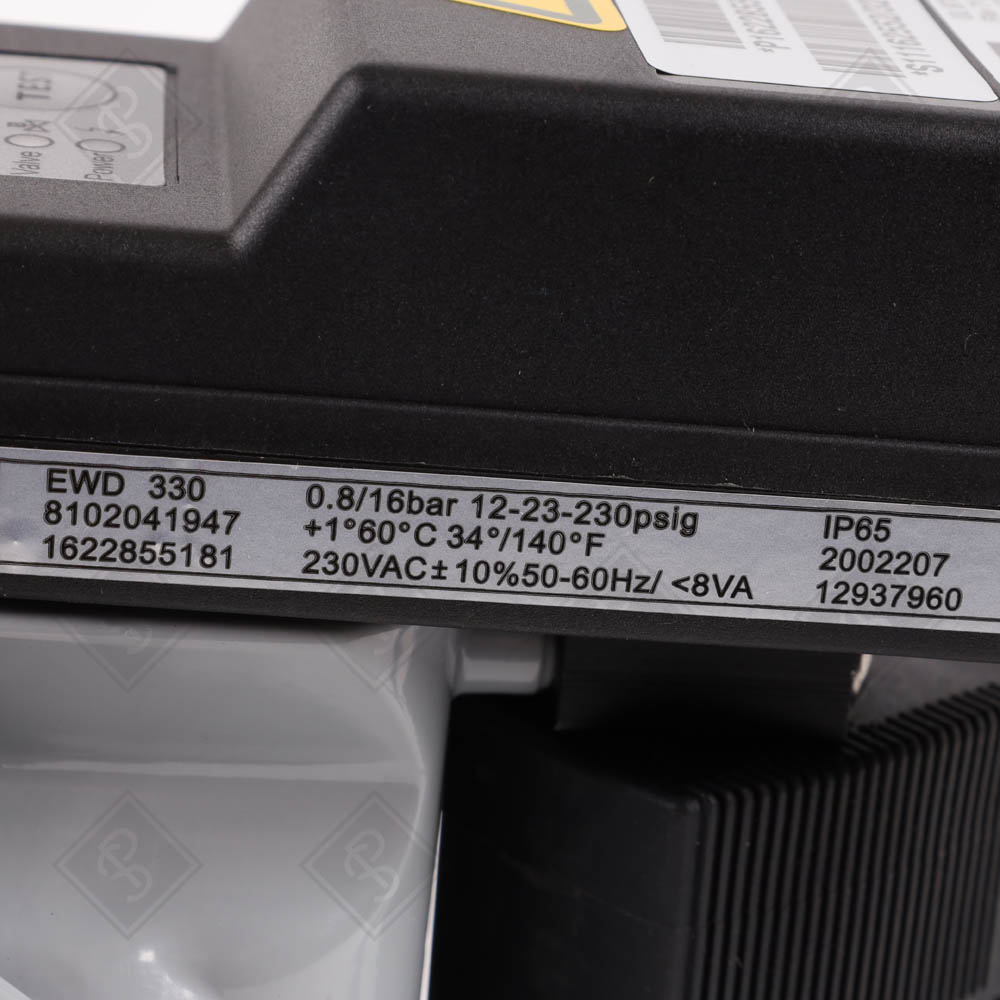 TEST
Valve
Power
EWD 330
8102041947
1622855181
0.8/16bar 12-23-230psig
+1°60°C 34°/140°F
230VAC±10%50-60Hz/ <8VA
IP65
2002207
12937960